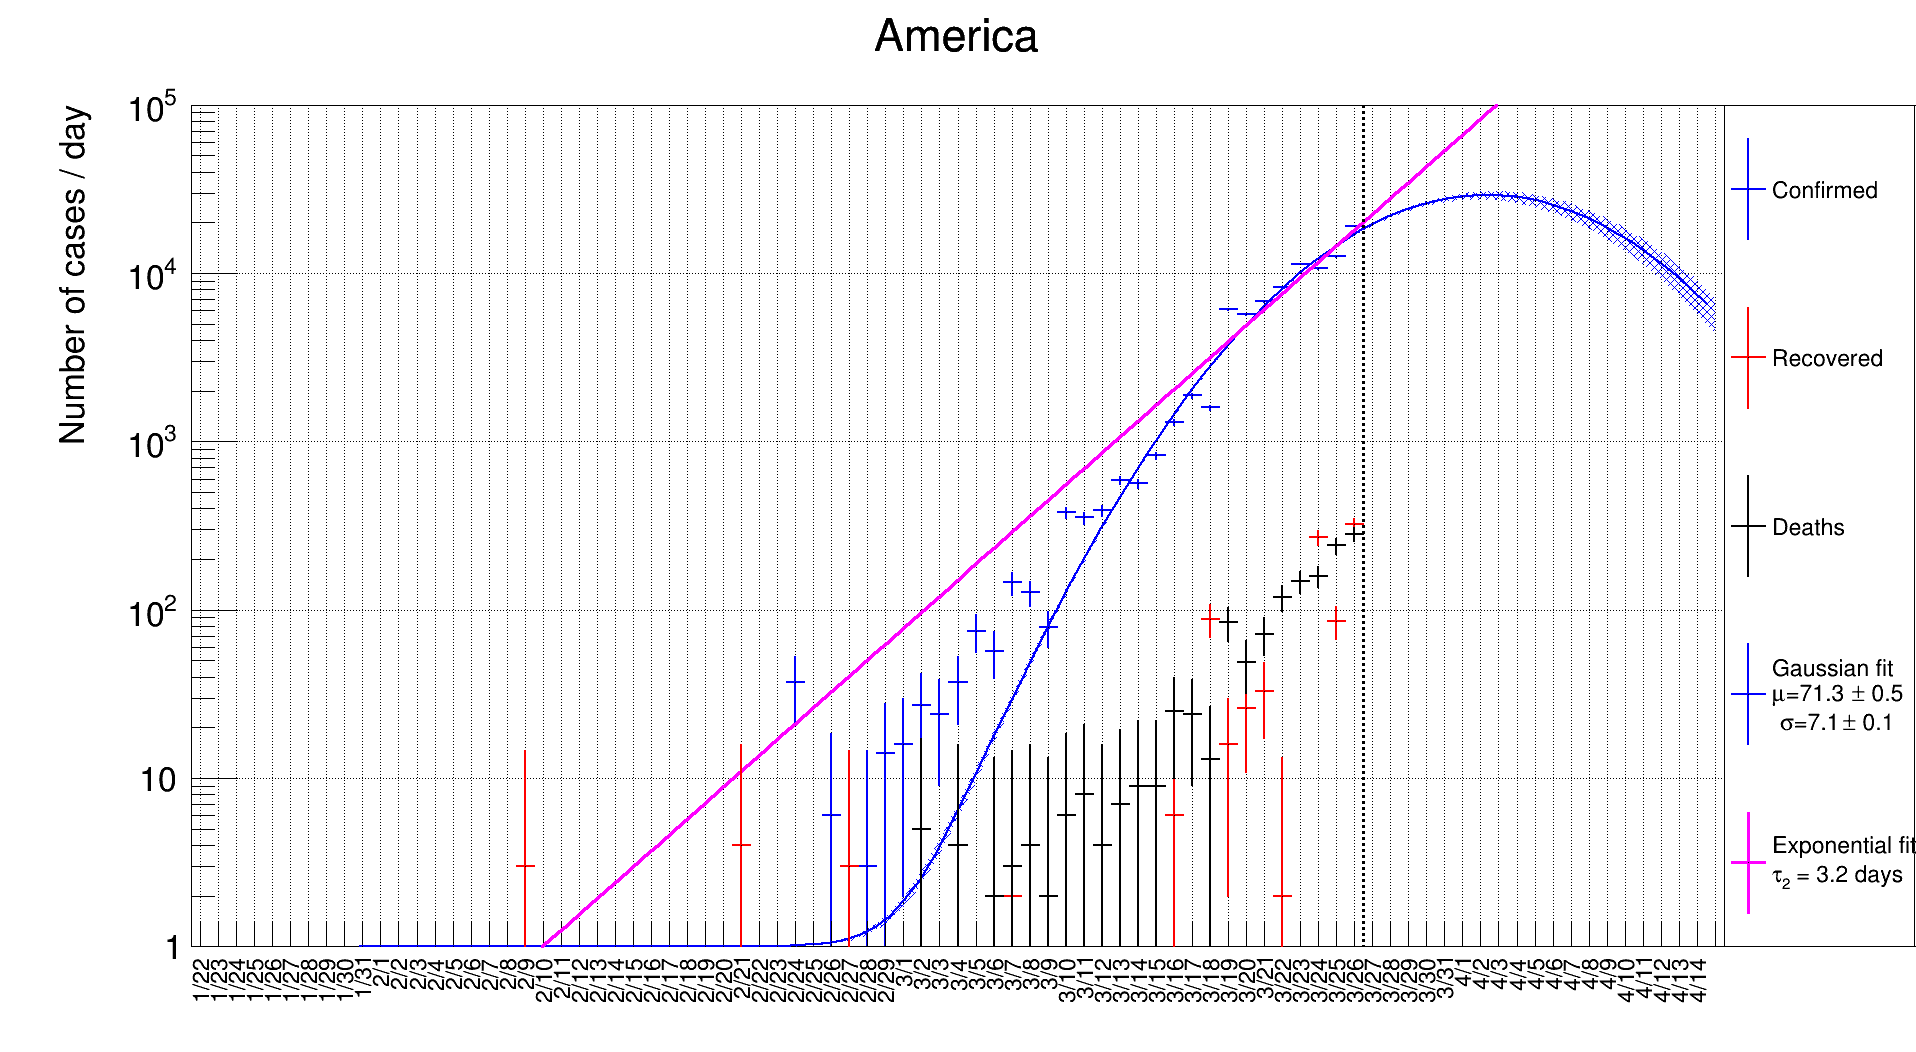 America
Number of cases / day
10^5
10^4
10^3
10^2
10
1
1/22 1/23 1/24 1/25 1/26 1/27 1/28 1/29 1/30 1/31 2/1 2/2 2/3 2/4 2/5 2/6 2/7 2/8 2/9 2/10 2/11 2/12 2/13 2/14 2/15 2/16 2/17 2/18 2/19 2/20 2/21 2/22 2/23 2/24 2/25 2/26 2/27 2/28 2/29 3/1 3/2 3/3 3/4 3/5 3/6 3/7 3/8 3/9 3/10 3/11 3/12 3/13 3/14 3/15 3/16 3/17 3/18 3/19 3/20 3/21 3/22 3/23 3/24 3/25 3/26 3/27 3/28 3/29 3/30 3/31 4/1 4/2 4/3 4/4 4/5 4/6 4/7 4/8 4/9 4/10 4/11 4/12 4/13 4/14
Confirmed
Recovered
Deaths
Gaussian fit
μ=71.3 ± 0.5
σ=7.1 ± 0.1
Exponential fit
τ₂ = 3.2 days